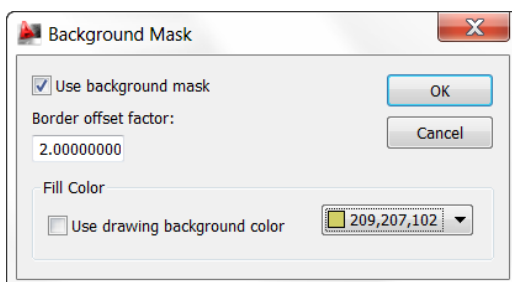 Background Mask
Use background mask
OK
Border offset factor:
Cancel
2.00000000
Fill Color
Use drawing background color
209,207,102